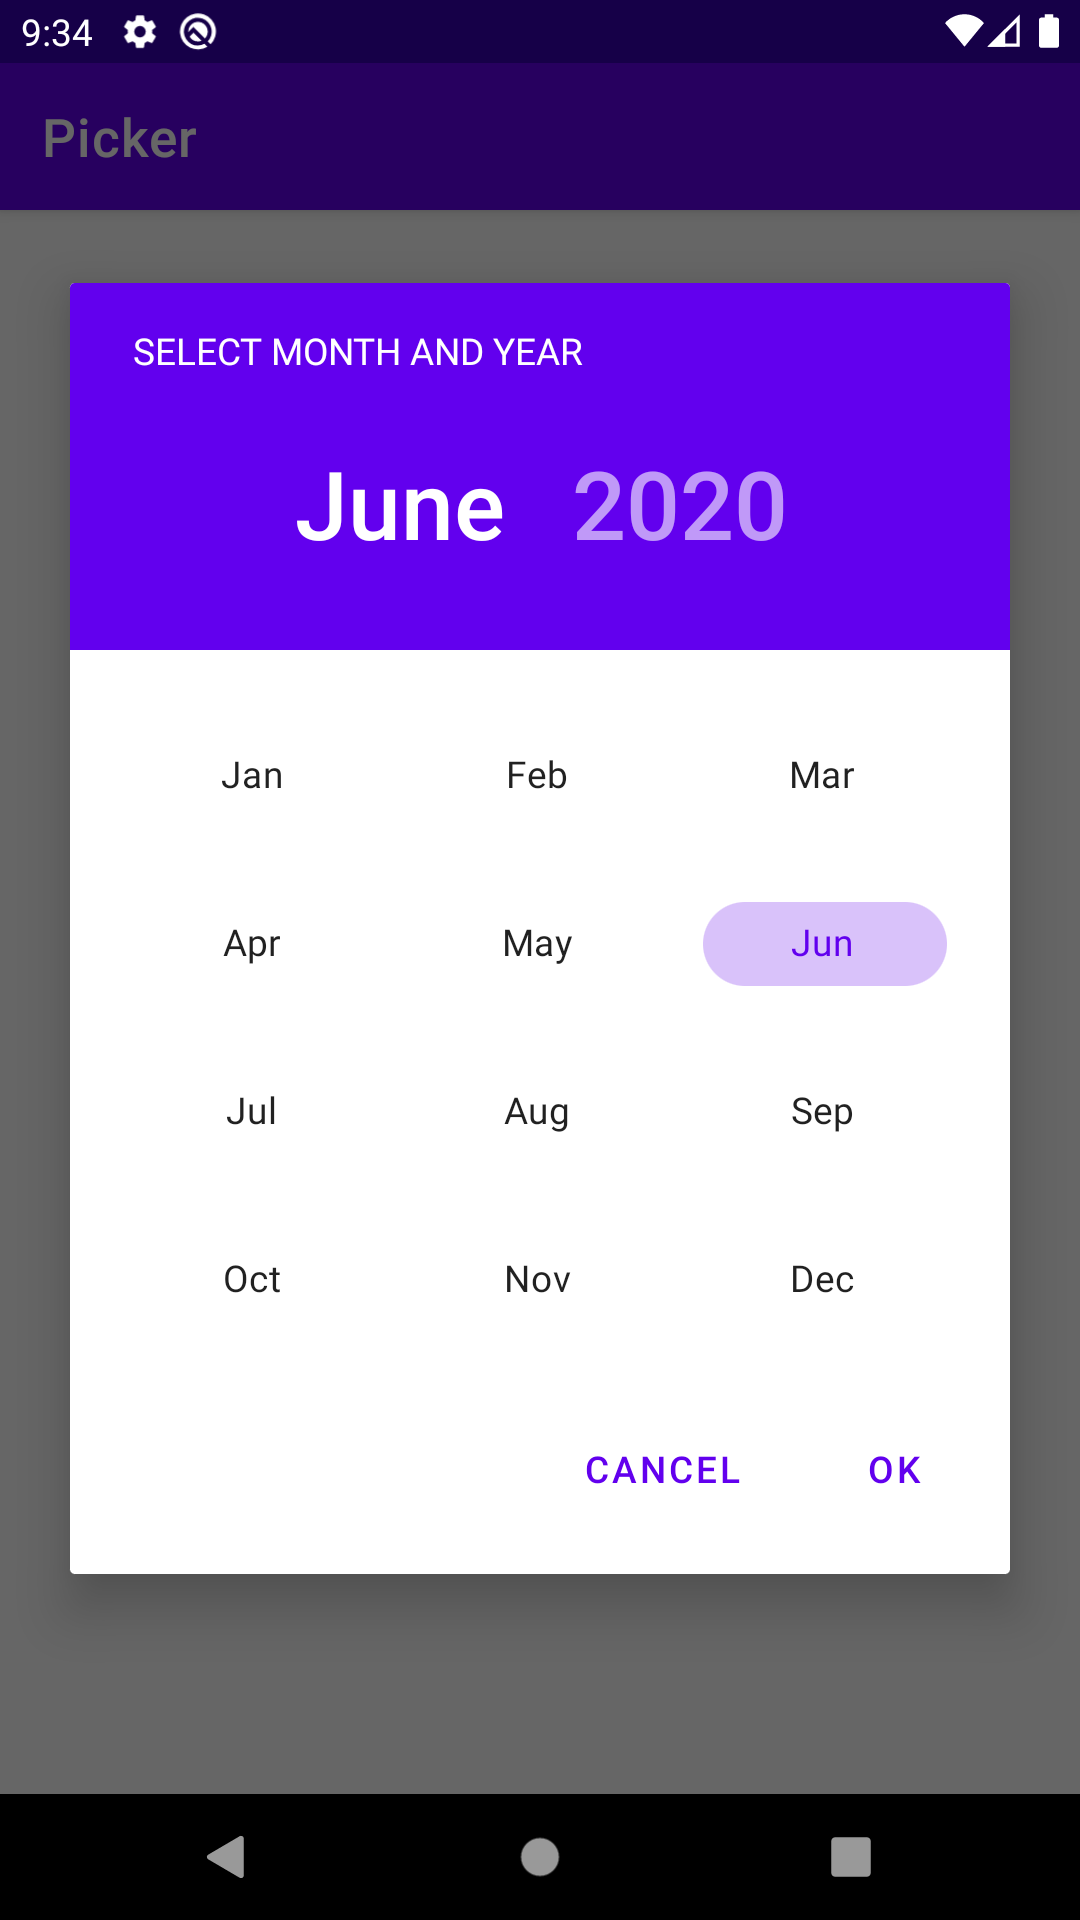 9:34
Picker
SELECT MONTH AND YEAR
June 2020
Jan Feb Mar
Apr May Jun
Jul Aug Sep
Oct Nov Dec
CANCEL OK